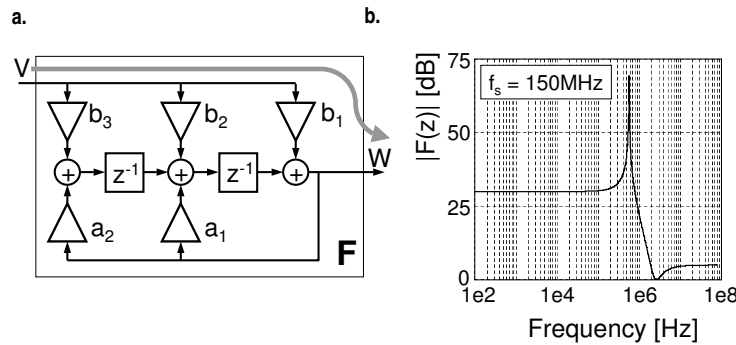 a.
V
b₃
b₂
b₁
+
z⁻¹
+
z⁻¹
+
W
a₂
a₁
F
b.
|F(z)| [dB]
75
50
25
0
fₛ = 150MHz
1e2
1e4
1e6
1e8
Frequency [Hz]